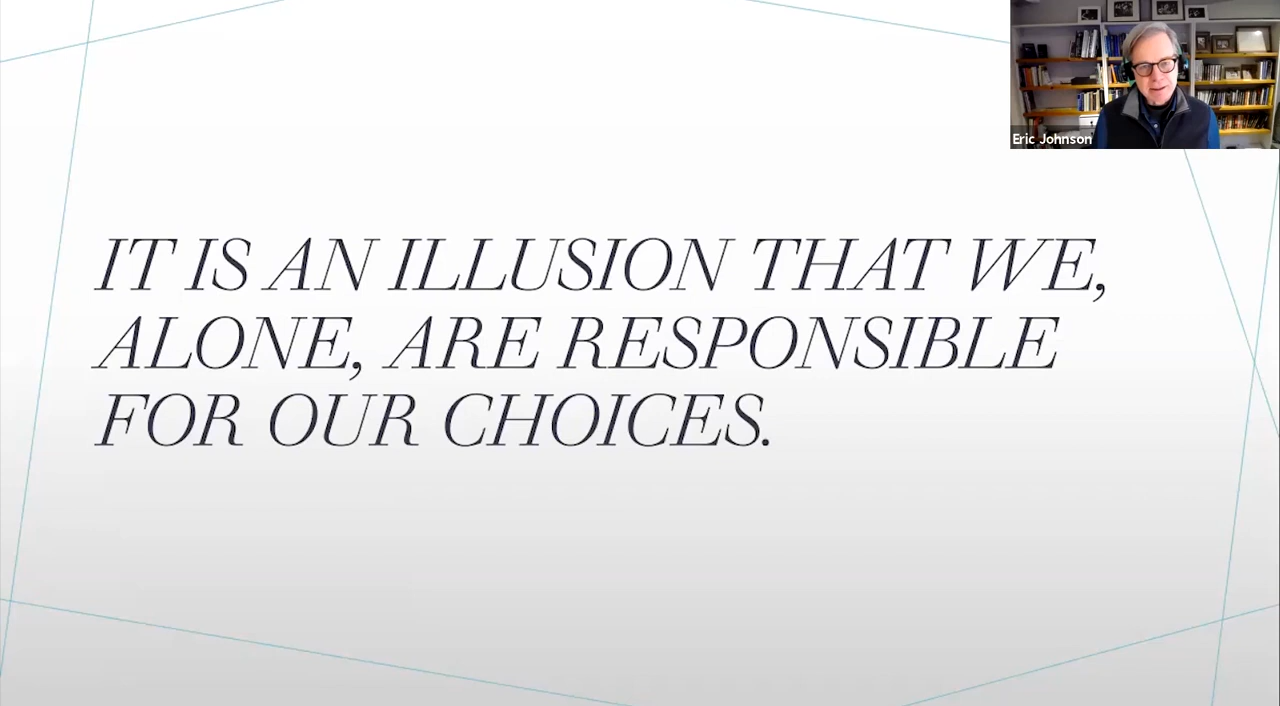 Eric Johnson
IT IS AN ILLUSION THAT WE,
ALONE, ARE RESPONSIBLE
FOR OUR CHOICES.